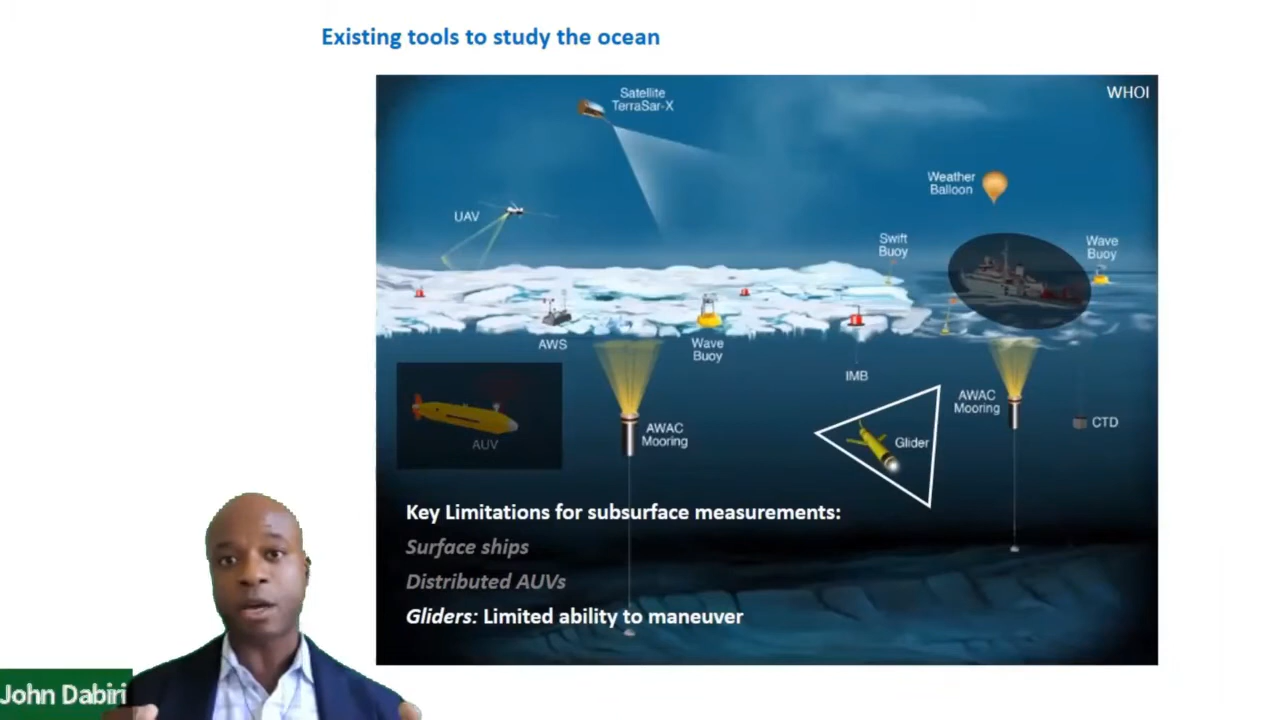 Existing tools to study the ocean
WHOI
Satellite
TerraSar-X
Weather
Balloon
UAV
Swift
Buoy
Wave
Buoy
AWS
Wave
Buoy
IMB
AWAC
Mooring
CTD
AUV
AWAC
Mooring
Glider
Key Limitations for subsurface measurements:
Surface ships
Distributed AUVs
Gliders: Limited ability to maneuver
John Dabiri